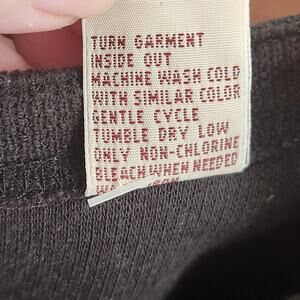 TURN GARMENT
INSIDE OUT
MACHINE WASH COLD
WITH SIMILAR COLOR
GENTLE CYCLE
TUMBLE DRY LOW
ONLY NON-CHLORINE
BLEACH WHEN NEEDED